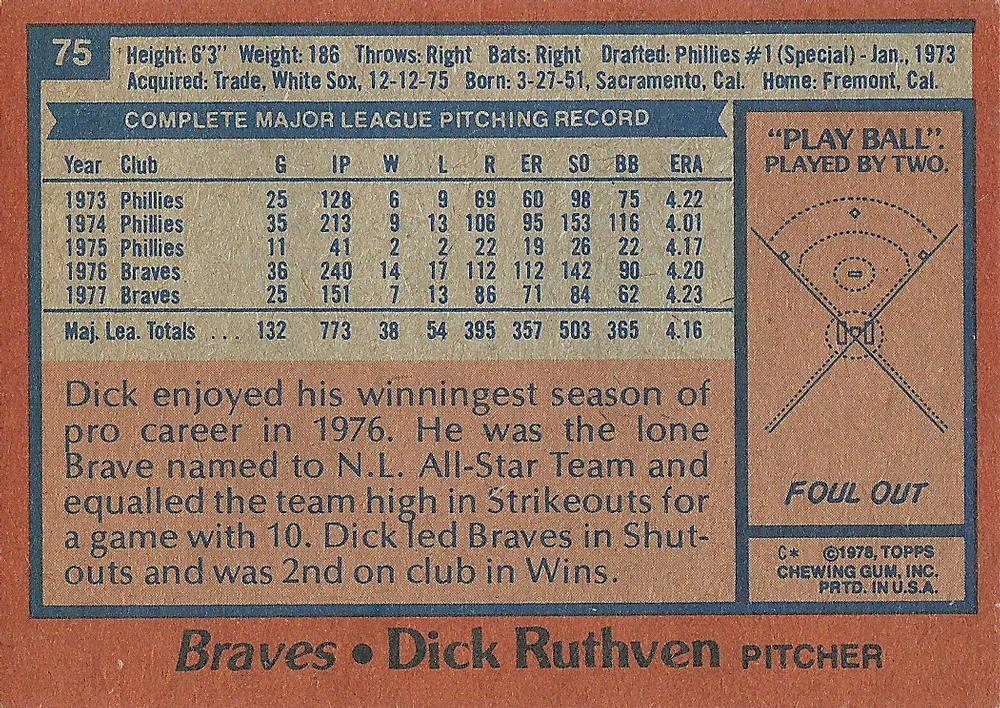 75
Height: 6'3" Weight: 186 Throws: Right Bats: Right Drafted: Phillies #1 (Special) - Jan., 1973
Acquired: Trade, White Sox, 12-12-75 Born: 3-27-51, Sacramento, Cal. Home: Fremont, Cal.
COMPLETE MAJOR LEAGUE PITCHING RECORD
Year Club G IP W L R ER SO BB ERA
1973 Phillies 25 128 6 9 69 60 98 75 4.22
1974 Phillies 35 213 9 13 106 95 153 116 4.01
1975 Phillies 11 41 2 2 22 19 26 22 4.17
1976 Braves 36 240 14 17 112 112 142 90 4.20
1977 Braves 25 151 7 13 86 71 84 62 4.23
Maj. Lea. Totals ... 132 773 38 54 395 357 503 365 4.16
Dick enjoyed his winningest season of
pro career in 1976. He was the lone
Brave named to N.L. All-Star Team and
equalled the team high in Strikeouts for
a game with 10. Dick led Braves in Shut-
outs and was 2nd on club in Wins.
"PLAY BALL".
PLAYED BY TWO.
FOUL OUT
C* ©1978, TOPPS
CHEWING GUM, INC.
PRTD. IN U.S.A.
Braves • Dick Ruthven PITCHER